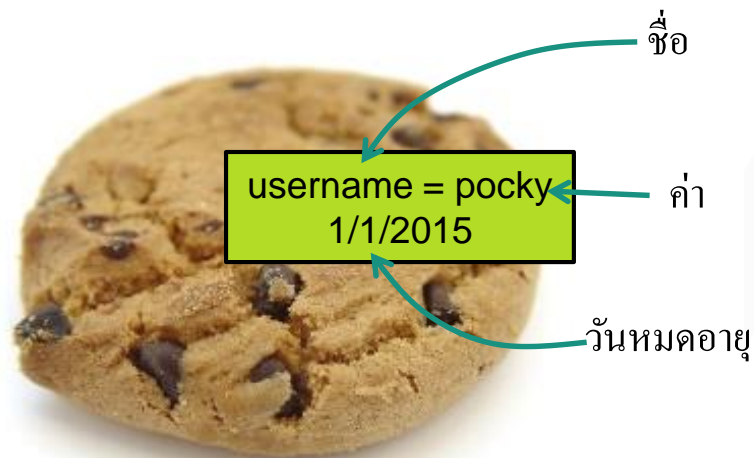 ชื่อ
username = pocky
ค่า
1/1/2015
วันหมดอายุ